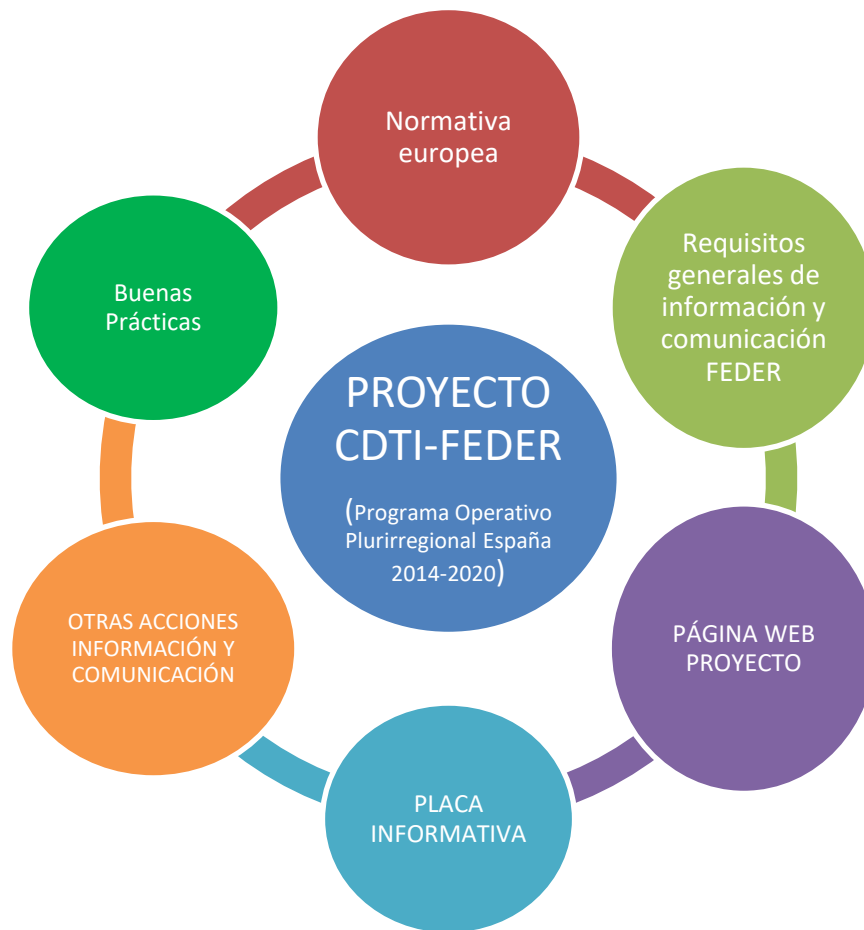 Normativa
europea
Requisitos
generales de
información y
comunicación
FEDER
PÁGINA WEB
PROYECTO
PLACA
INFORMATIVA
OTRAS ACCIONES
INFORMACIÓN Y
COMUNICACIÓN
Buenas
Prácticas
PROYECTO
CDTI-FEDER
(Programa Operativo
Plurirregional España
2014-2020)